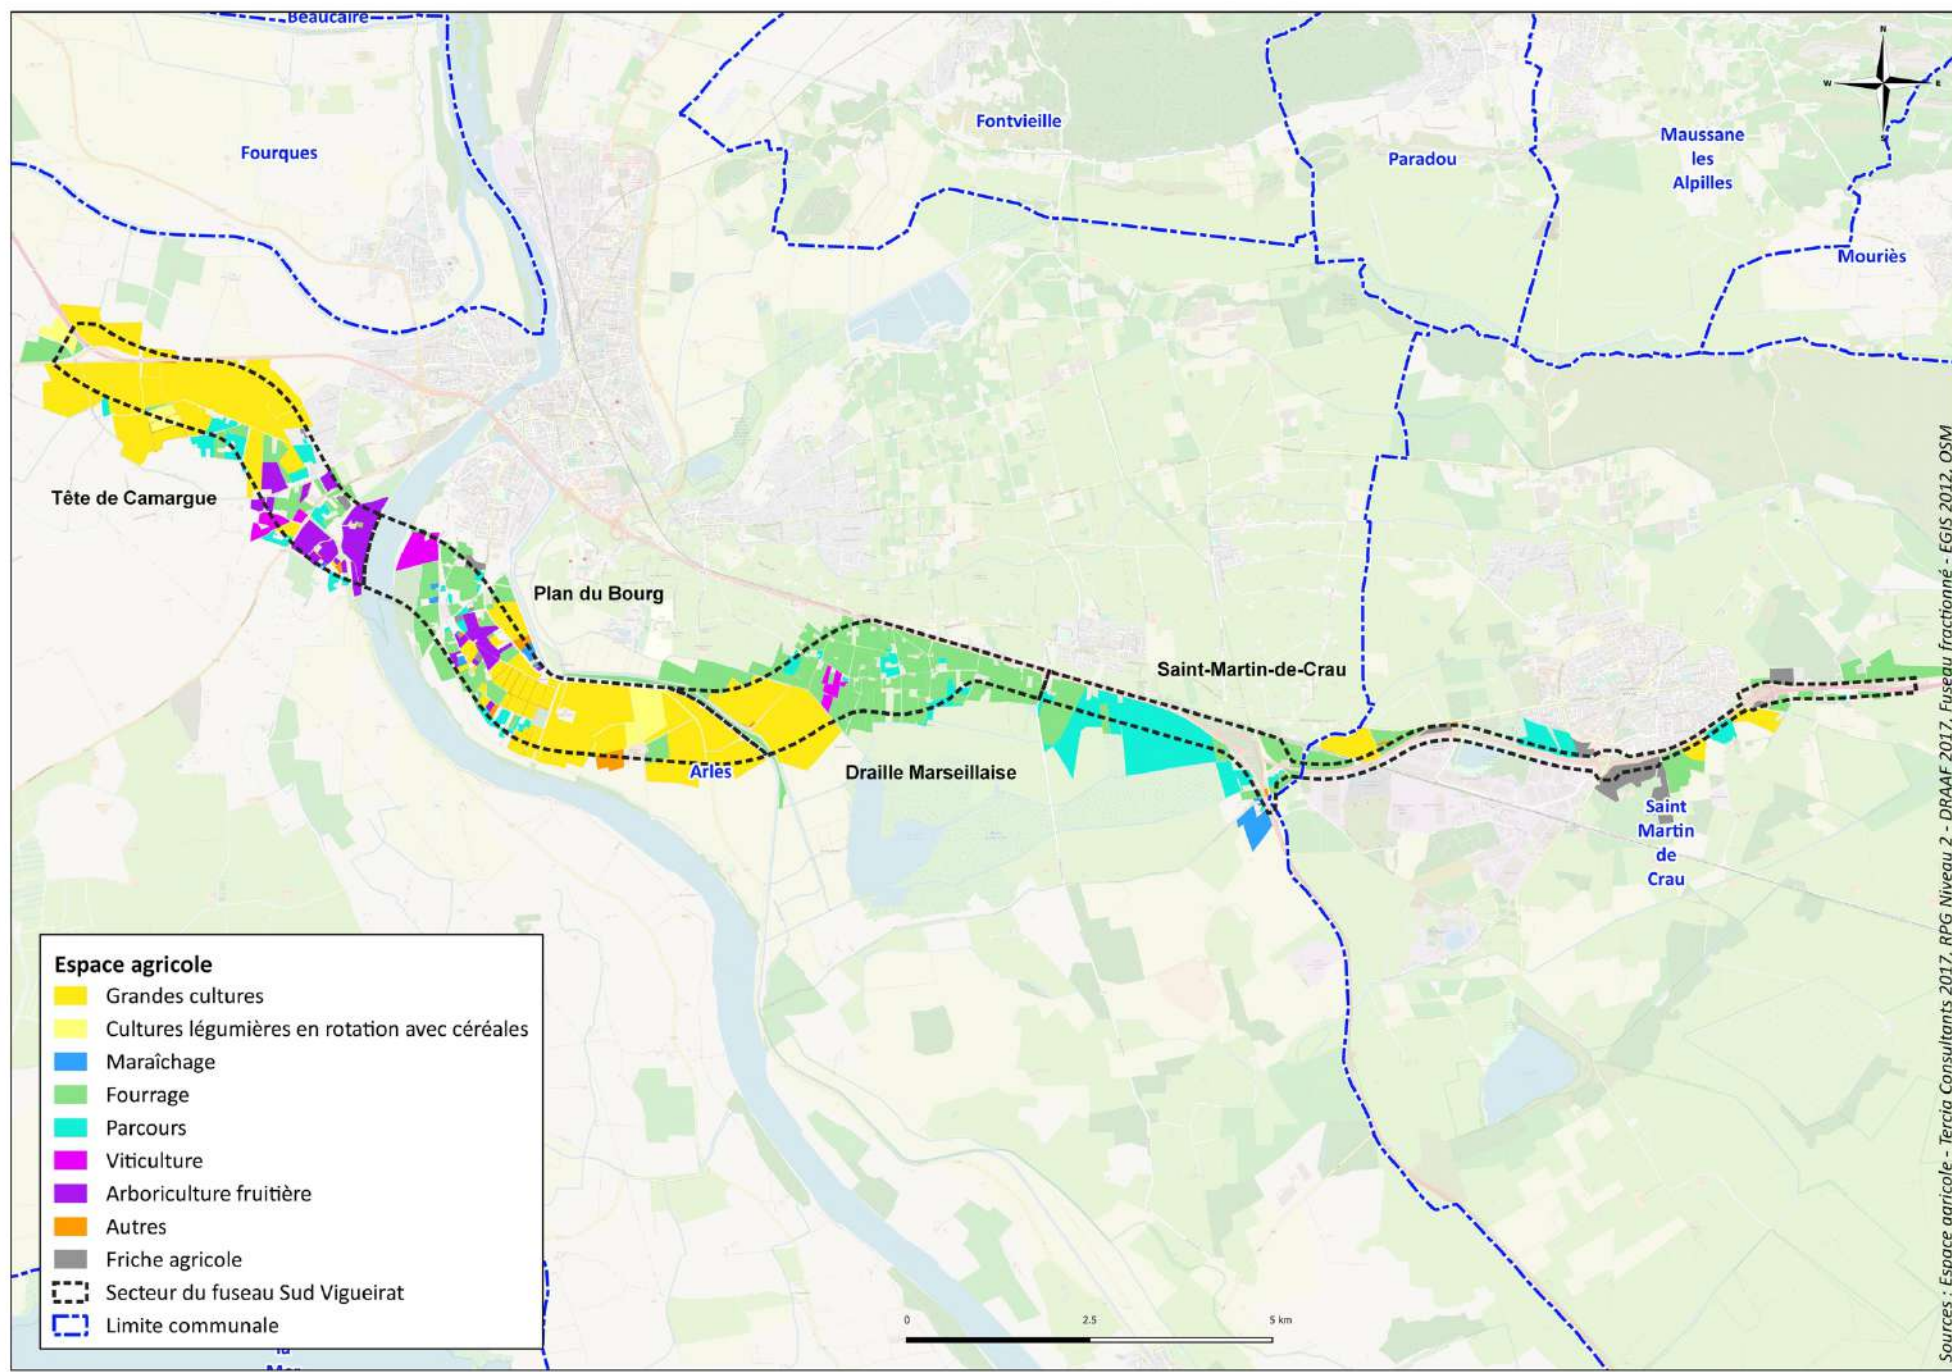 Beaucaire
N
W
E
S
Fontvieille
Maussane
les
Alpilles
Fourques
Paradou
Mouriès
Tête de Camargue
Plan du Bourg
Saint-Martin-de-Crau
Arles
Draille Marseillaise
Saint
Martin
de
Crau
Espace agricole
Grandes cultures
Cultures légumières en rotation avec céréales
Maraîchage
Fourrage
Parcours
Viticulture
Arboriculture fruitière
Autres
Friche agricole
Secteur du fuseau Sud Vigueirat
Limite communale
la
Mer
0 2.5 5 km
Sources : Espace agricole - Tercia Consultants 2017, RPG Niveau 2 - DRAAF 2017, Fuseau fractionné - EGIS 2012, OSM